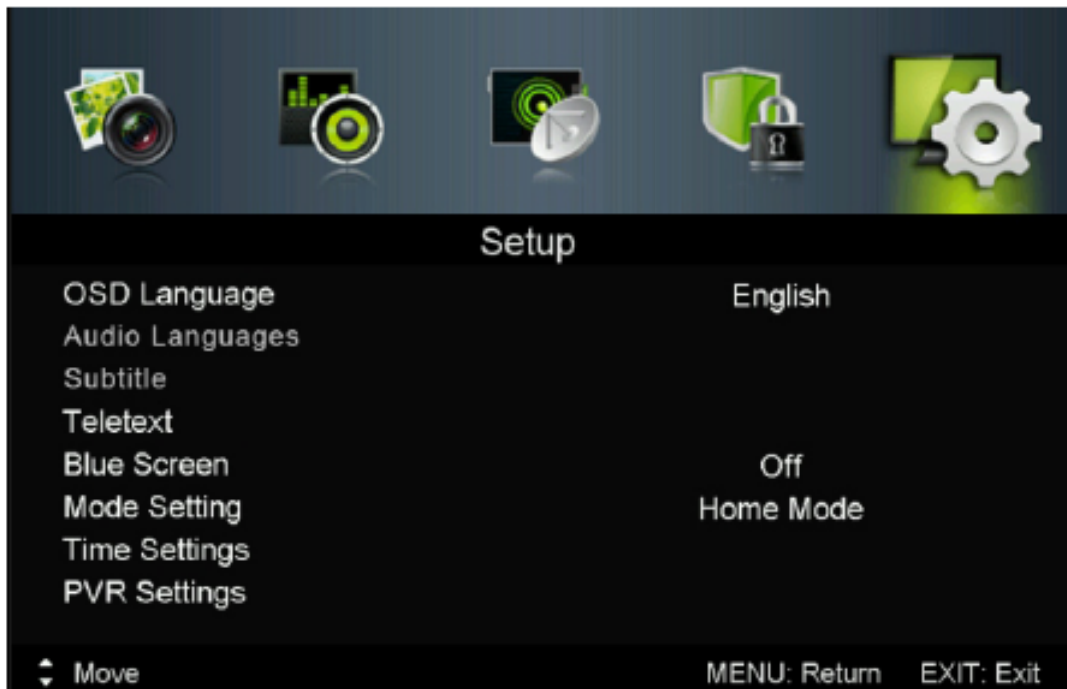 Setup
OSD Language English
Audio Languages
Subtitle
Teletext
Blue Screen Off
Mode Setting Home Mode
Time Settings
PVR Settings
Move MENU: Return EXIT: Exit